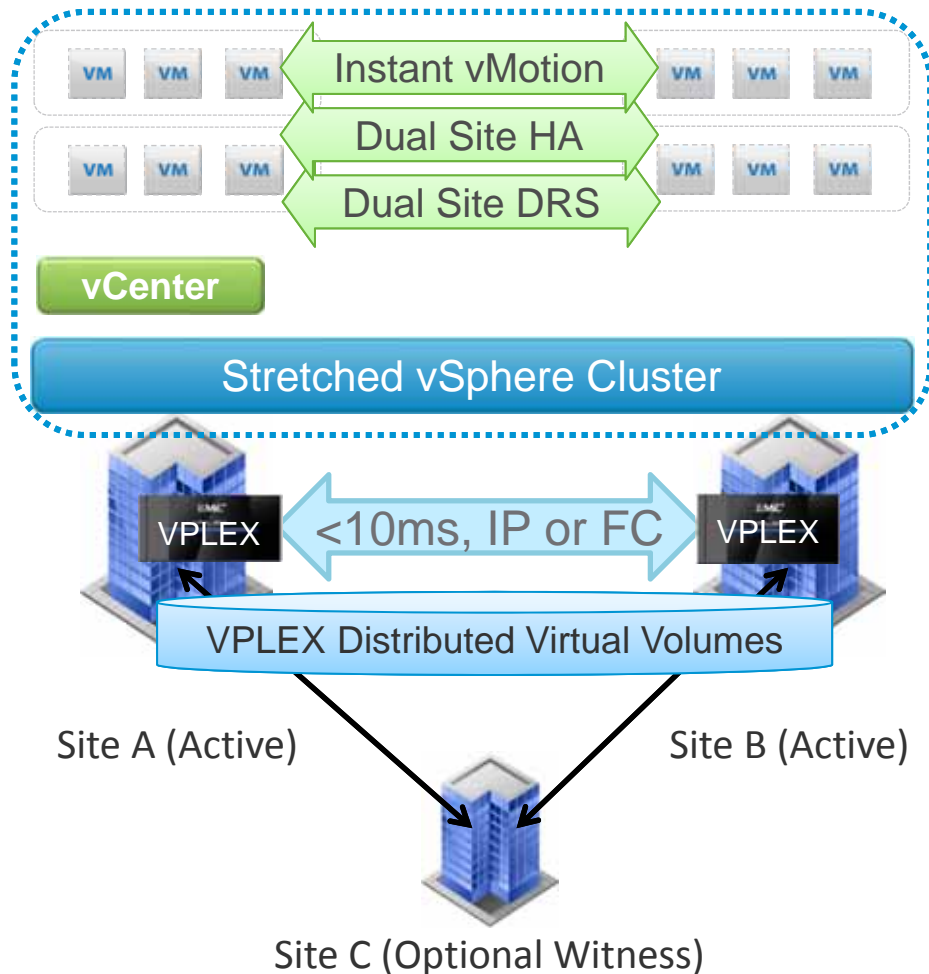 VM VM VM Instant vMotion VM VM VM
Dual Site HA
VM VM VM VM VM VM
Dual Site DRS
vCenter
Stretched vSphere Cluster
VPLEX <10ms, IP or FC VPLEX
VPLEX Distributed Virtual Volumes
Site A (Active) Site B (Active)
Site C (Optional Witness)